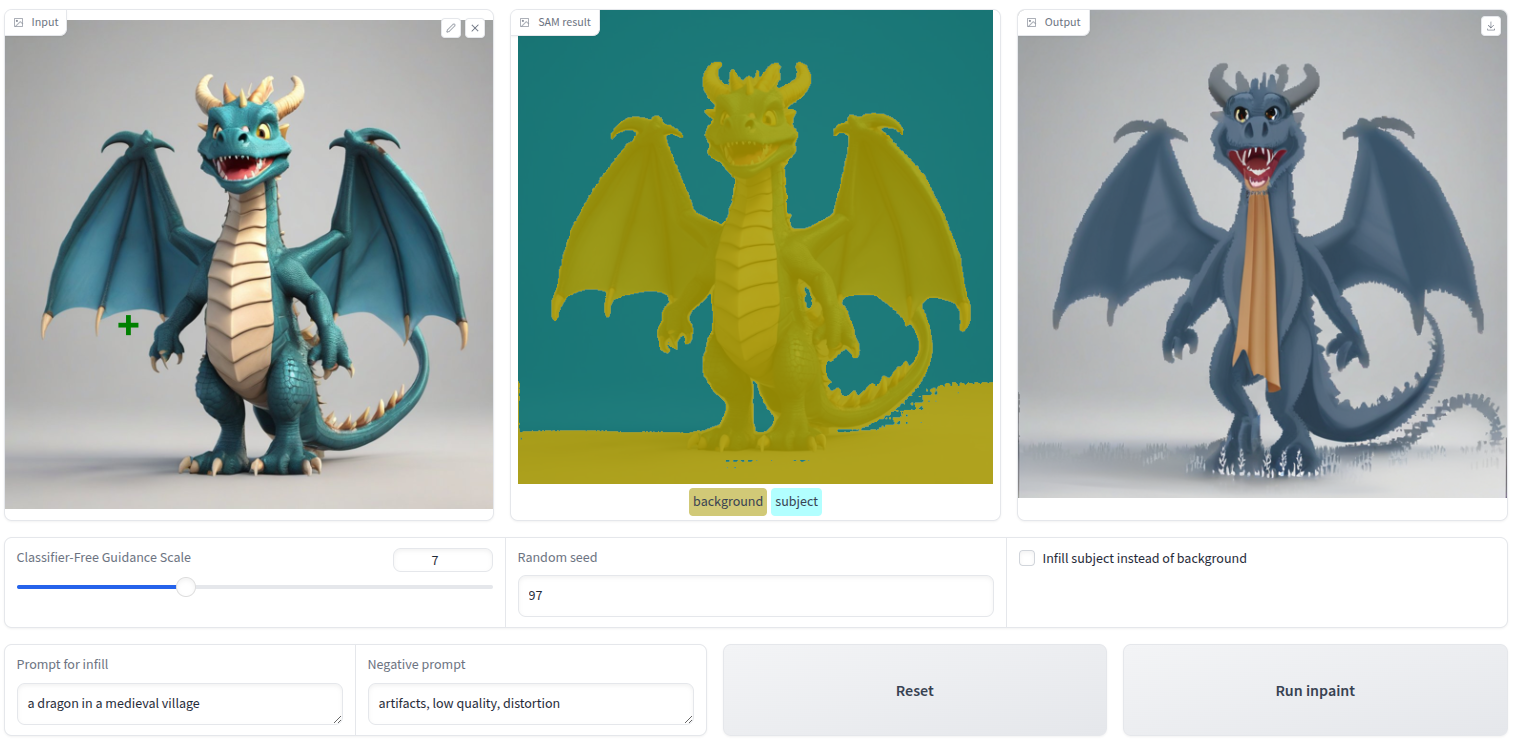 Input
SAM result
Output
background subject
Classifier-Free Guidance Scale
7
Random seed
97
Infill subject instead of background
Prompt for infill
a dragon in a medieval village
Negative prompt
artifacts, low quality, distortion
Reset
Run inpaint